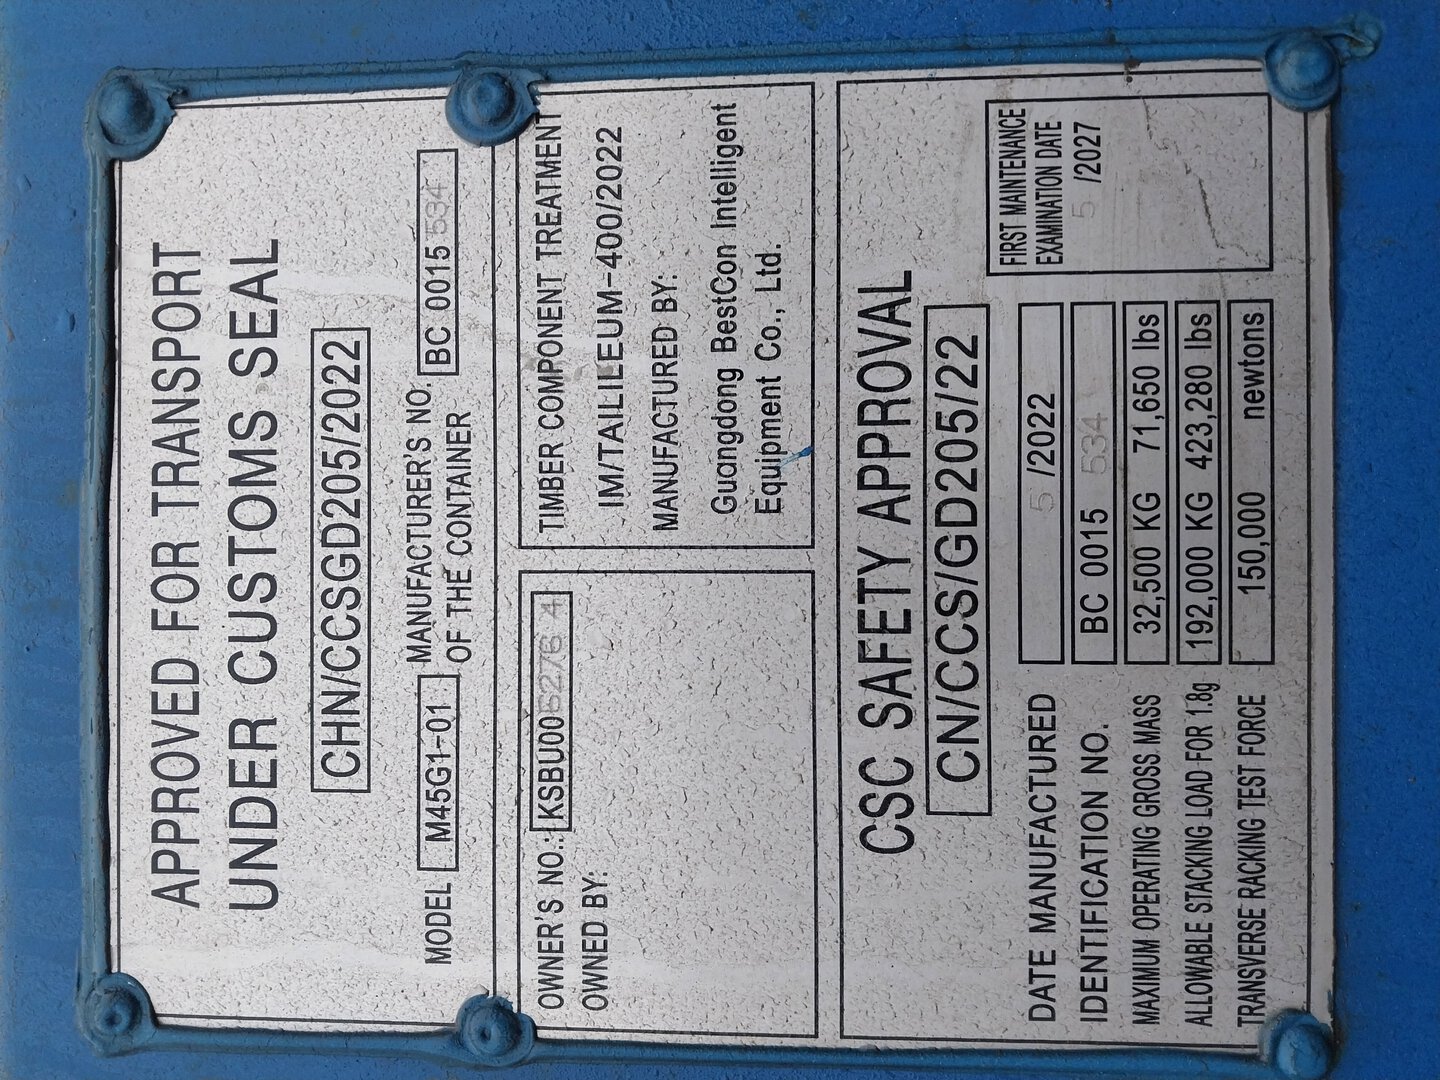 APPROVED FOR TRANSPORT
UNDER CUSTOMS SEAL
CHN/CCSGD205/2022
MODEL M45G1-01 MANUFACTURER'S NO. OF THE CONTAINER BC 0015 534
OWNER'S NO.: KSBU00 5276 4
OWNED BY:
TIMBER COMPONENT TREATMENT
IM/TAILILEUM-400/2022
MANUFACTURED BY:
Guangdong BestCon Intelligent
Equipment Co., Ltd.
CSC SAFETY APPROVAL
CN/CCS/GD205/22
DATE MANUFACTURED 5 /2022
IDENTIFICATION NO. BC 0015 534
MAXIMUM OPERATING GROSS MASS 32,500 KG 71,650 lbs
ALLOWABLE STACKING LOAD FOR 1.8g 192,000 KG 423,280 lbs
TRANSVERSE RACKING TEST FORCE 150,000 newtons
FIRST MAINTENANCE
EXAMINATION DATE
5 /2027